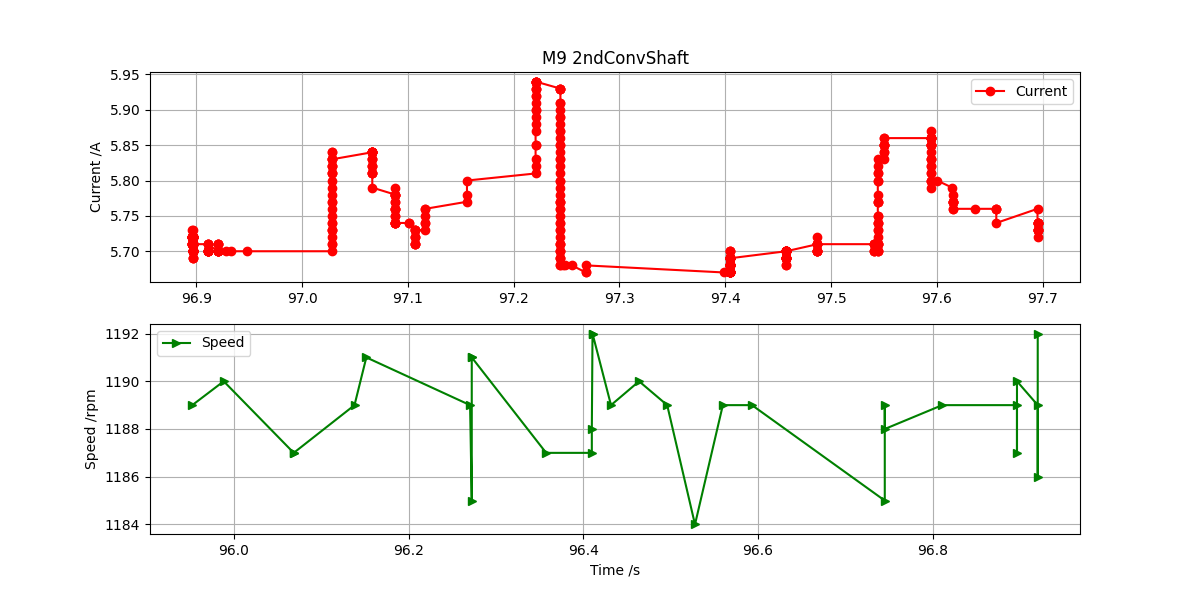 M9 2ndConvShaft
5.95
5.90
5.85
5.80
5.75
5.70
Current /A
Current
96.9 97.0 97.1 97.2 97.3 97.4 97.5 97.6 97.7
1192
1190
1188
1186
1184
Speed /rpm
Speed
96.0 96.2 96.4 96.6 96.8
Time /s